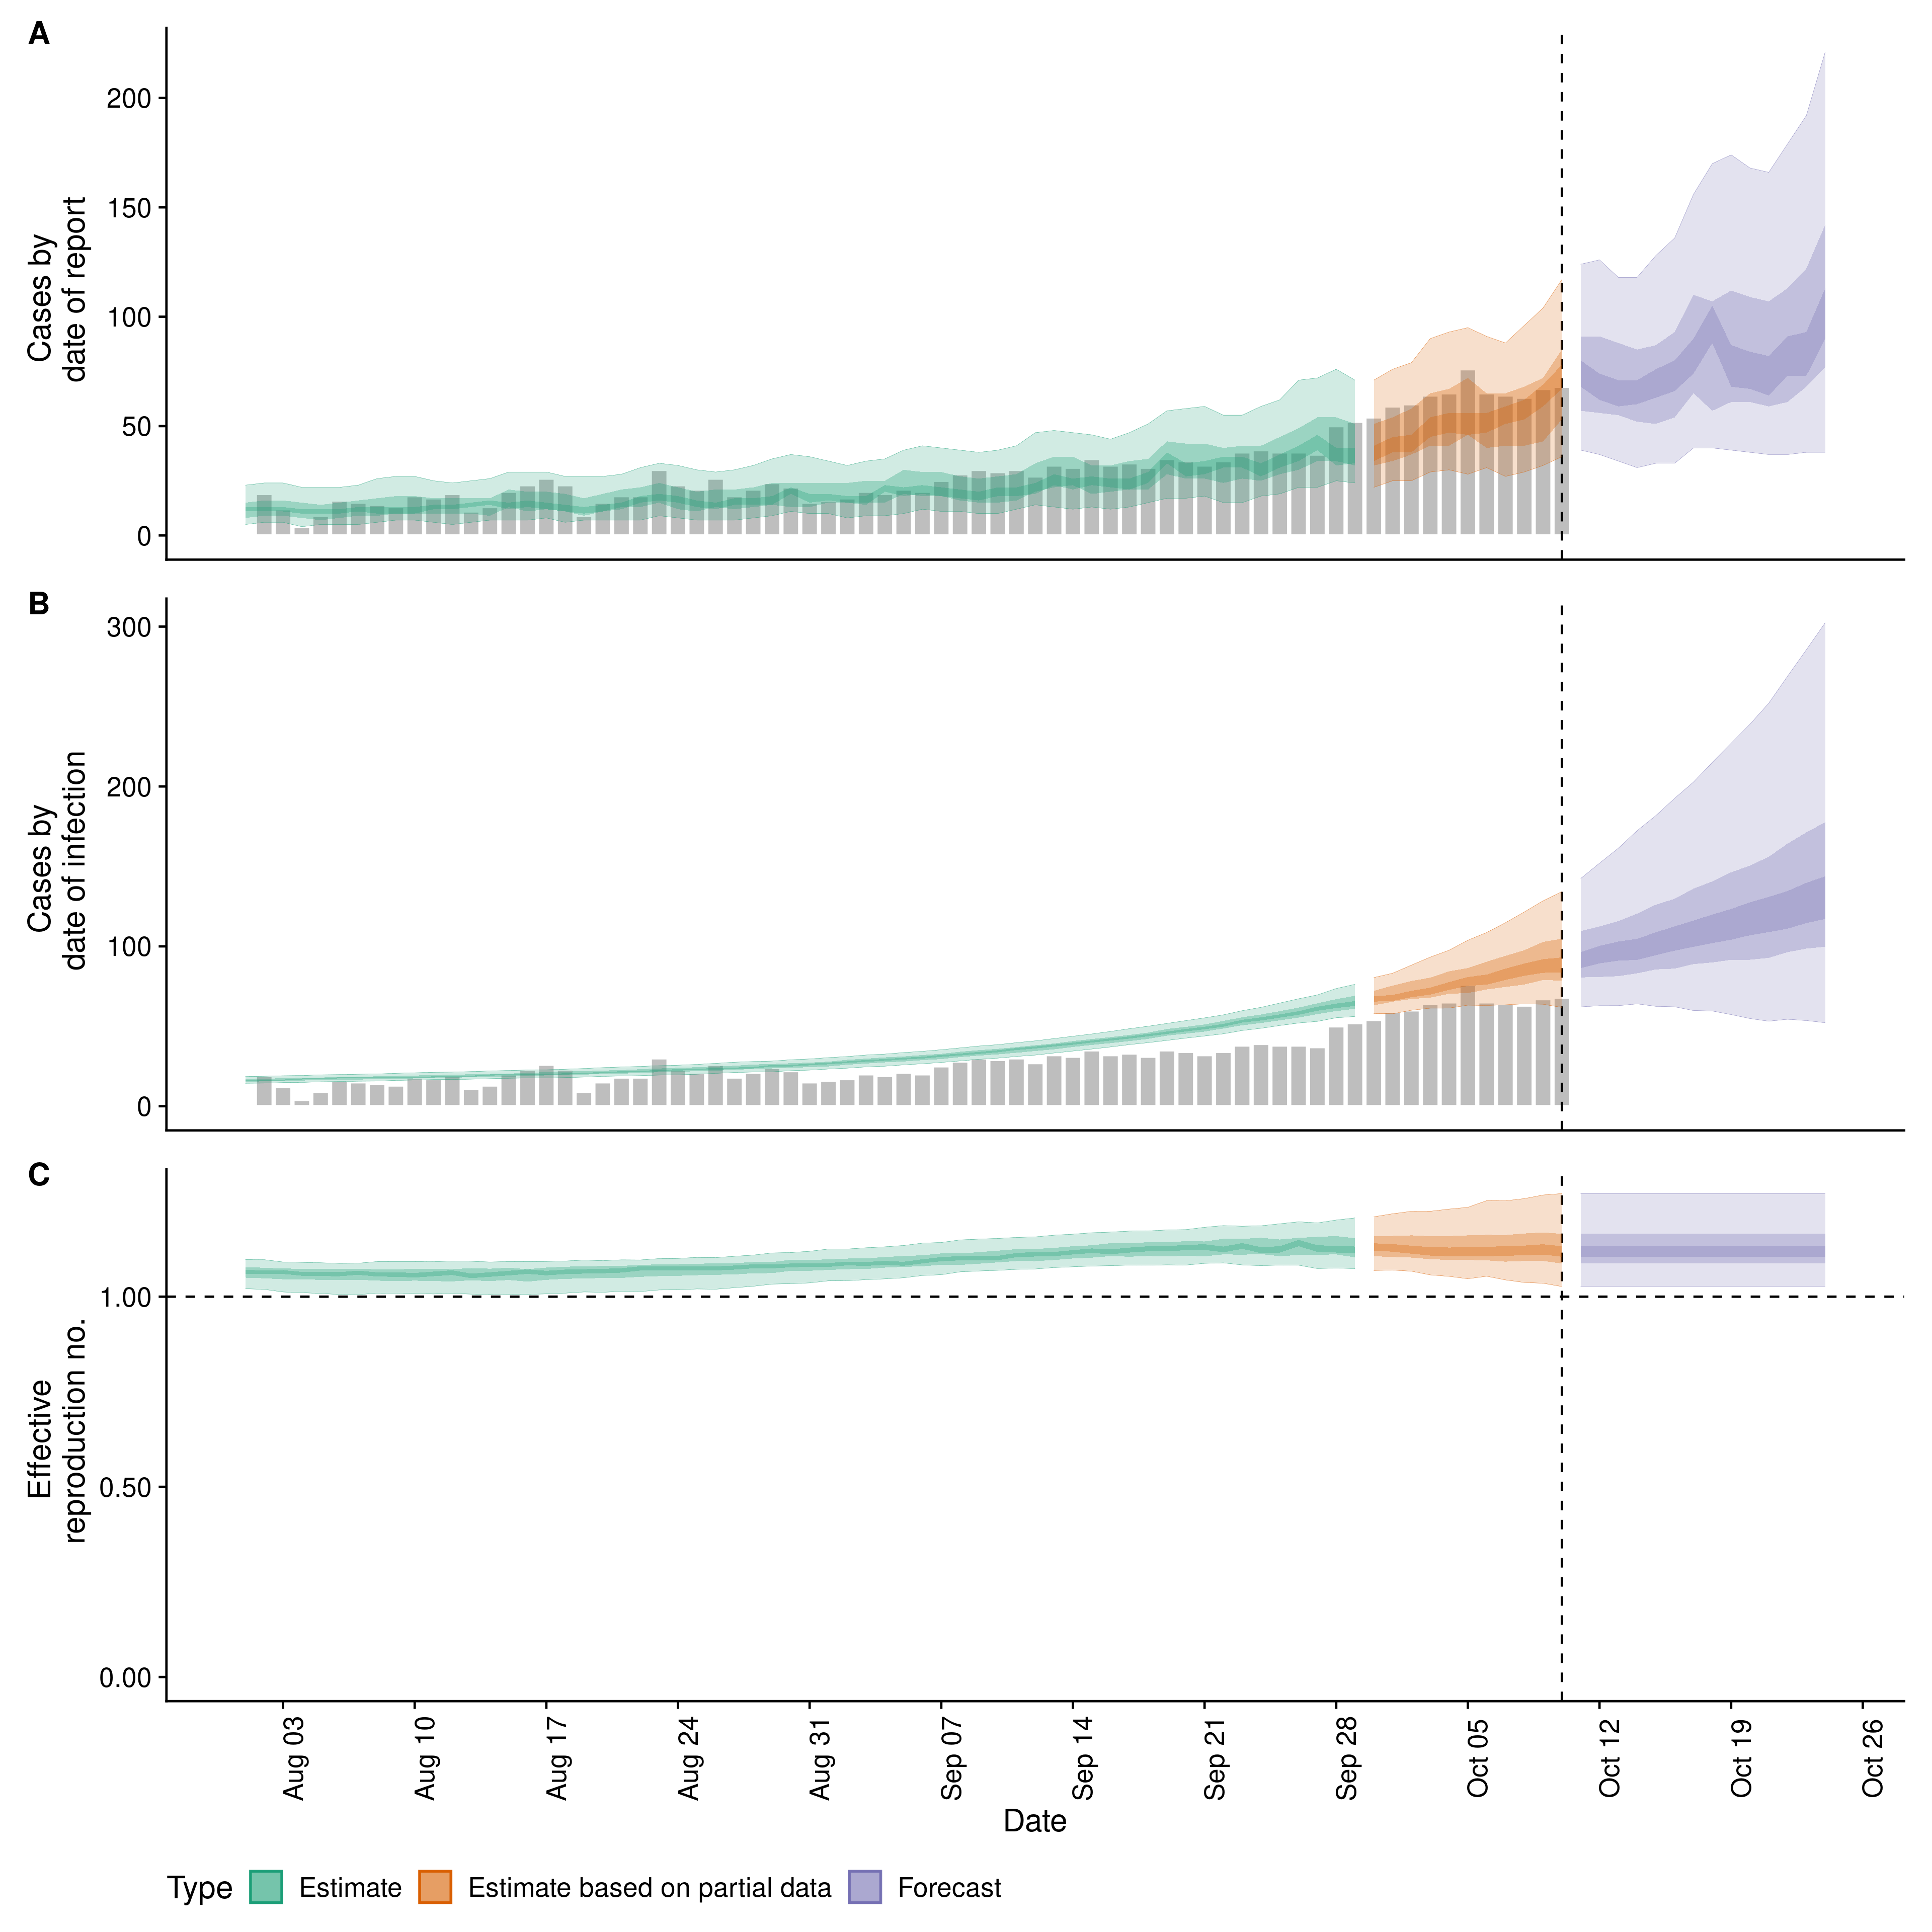 A
Cases by
date of report
200
150
100
50
0
B
Cases by
date of infection
300
200
100
0
C
Effective
reproduction no.
1.00
0.50
0.00
Aug 03
Aug 10
Aug 17
Aug 24
Aug 31
Sep 07
Sep 14
Sep 21
Sep 28
Oct 05
Oct 12
Oct 19
Oct 26
Date
Type Estimate Estimate based on partial data Forecast